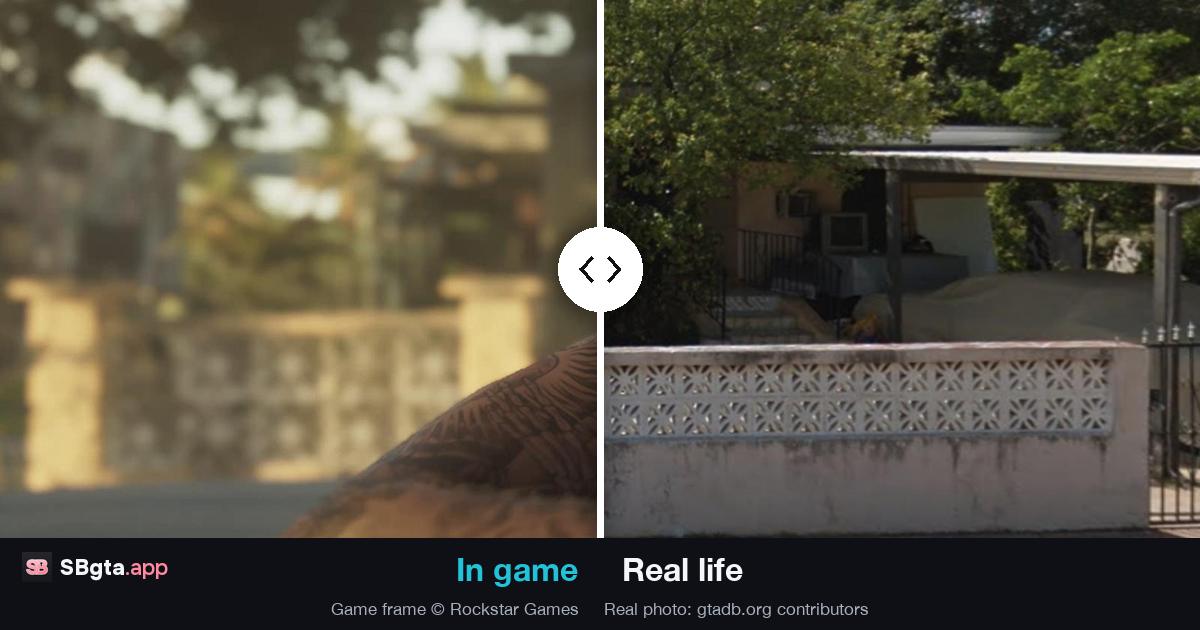 SB SBgta.app
In game
Real life
Game frame © Rockstar Games
Real photo: gtadb.org contributors